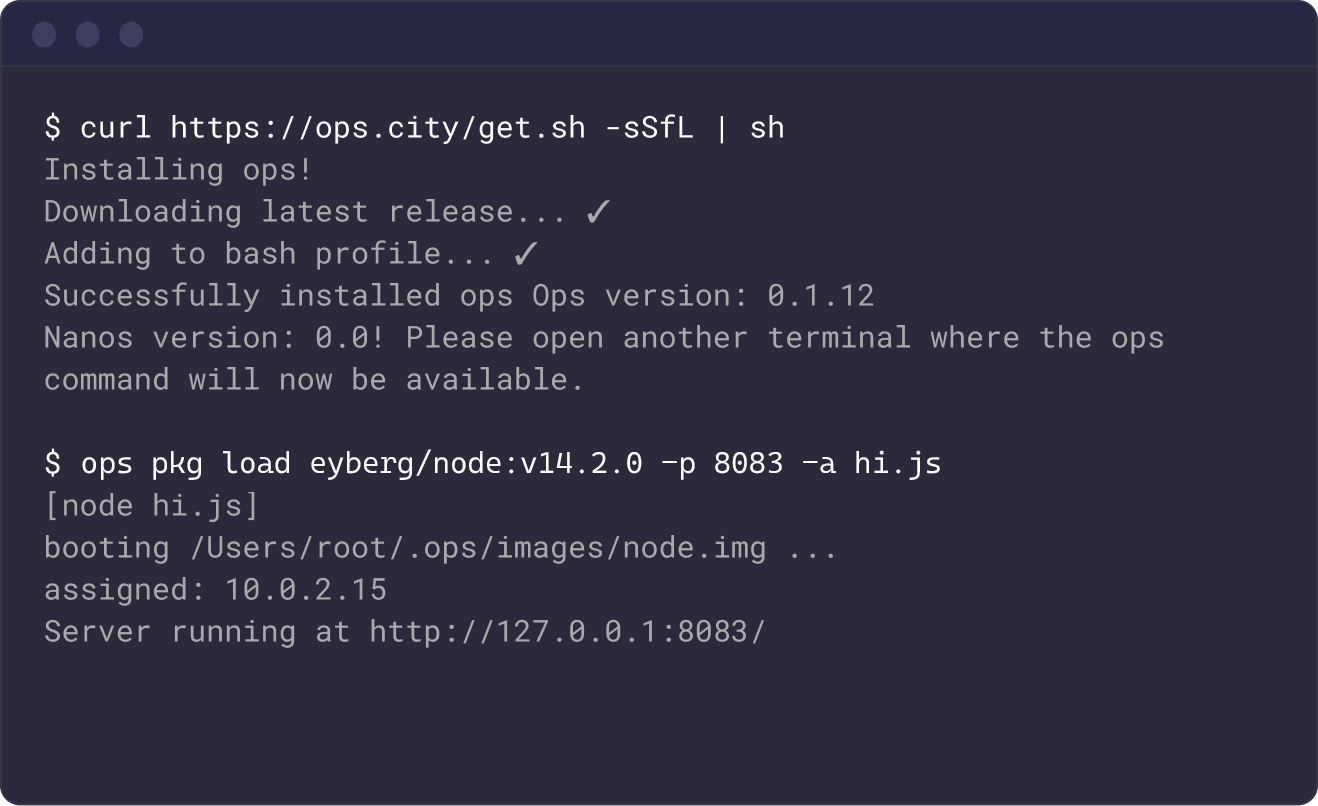 $ curl https://ops.city/get.sh -sSfL | sh
Installing ops!
Downloading latest release... ✓
Adding to bash profile... ✓
Successfully installed ops Ops version: 0.1.12
Nanos version: 0.0! Please open another terminal where the ops
command will now be available.
$ ops pkg load eyberg/node:v14.2.0 -p 8083 -a hi.js
[node hi.js]
booting /Users/root/.ops/images/node.img ...
assigned: 10.0.2.15
Server running at http://127.0.0.1:8083/